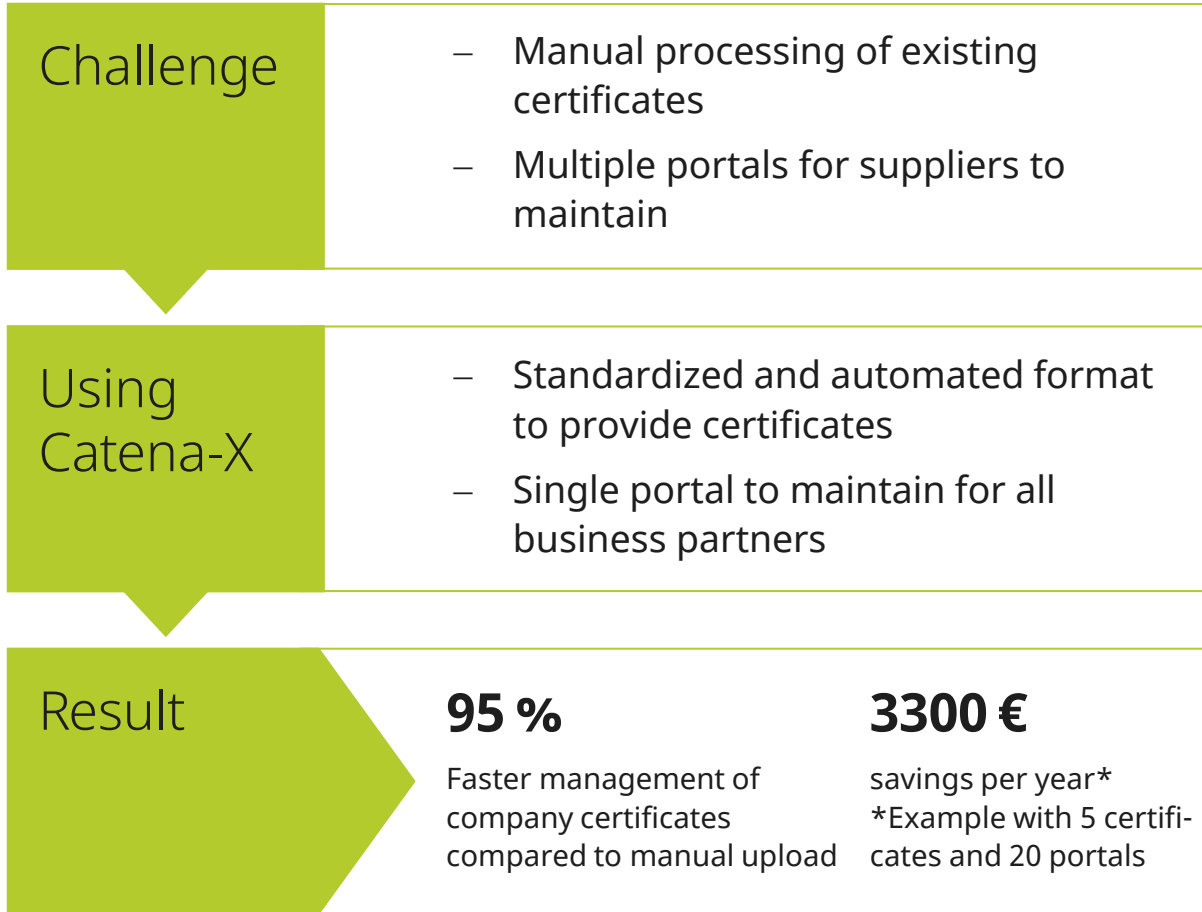 Challenge
– Manual processing of existing
certificates
– Multiple portals for suppliers to
maintain
Using
Catena-X
– Standardized and automated format
to provide certificates
– Single portal to maintain for all
business partners
Result
95 %
Faster management of
company certificates
compared to manual upload
3300 €
savings per year*
*Example with 5 certifi-
cates and 20 portals